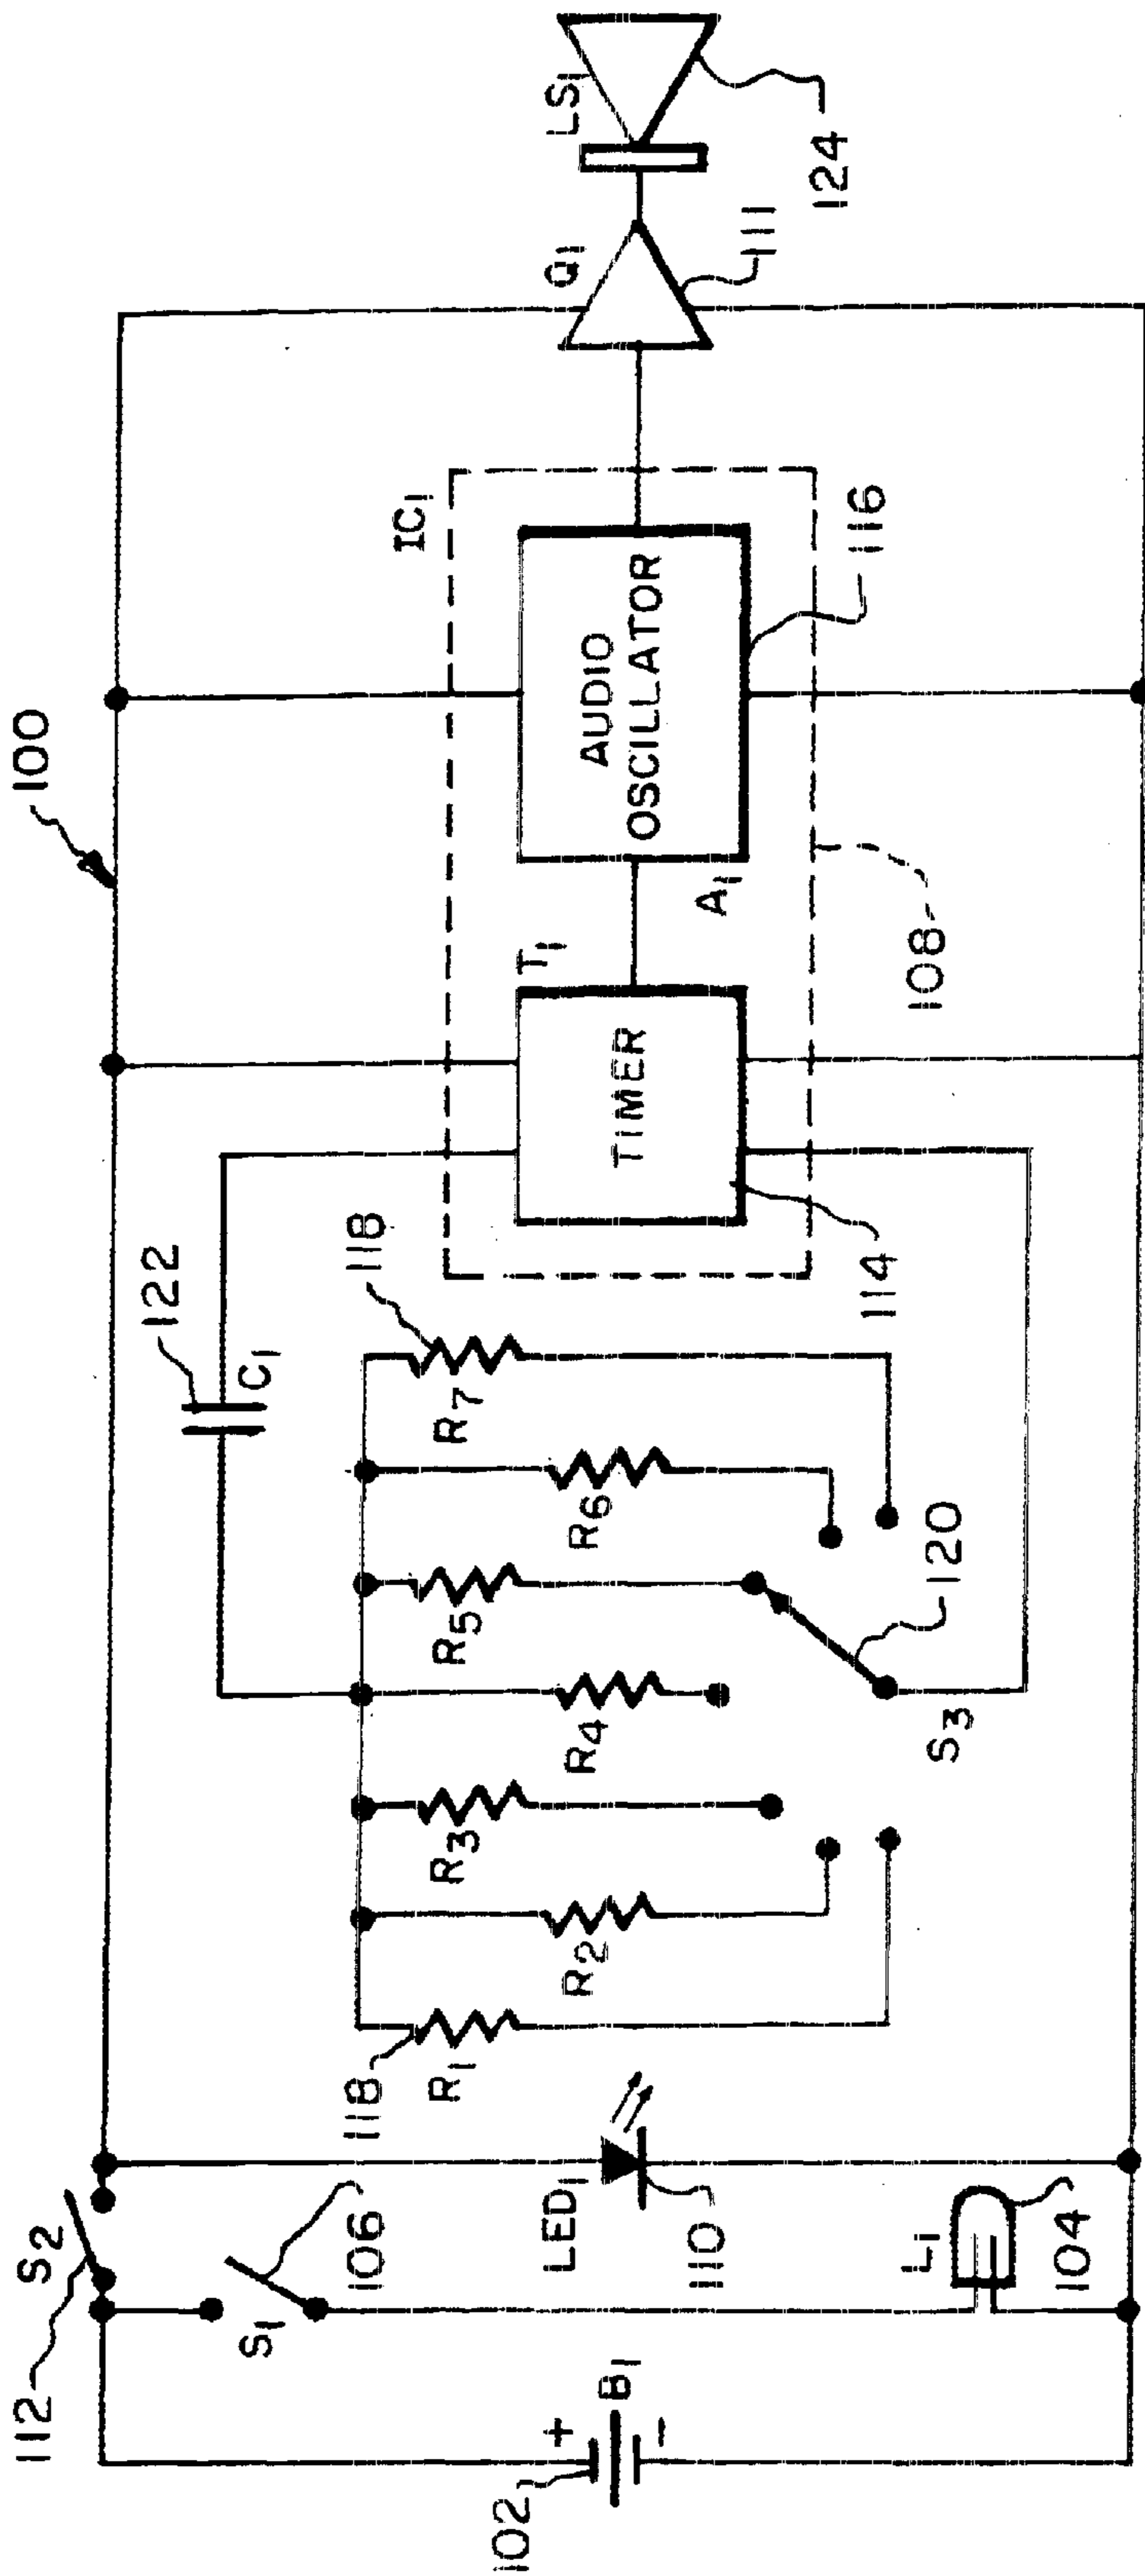 100
112
S2
S1
106
102
+
B1
-
LED1
110
L1
104
118
R1
R2
R3
R4
R5
R6
R7
118
S3
120
122
C1
IC1
TIMER
T1
114
AUDIO
OSCILLATOR
A1
116
108
Q1
111
LS1
124